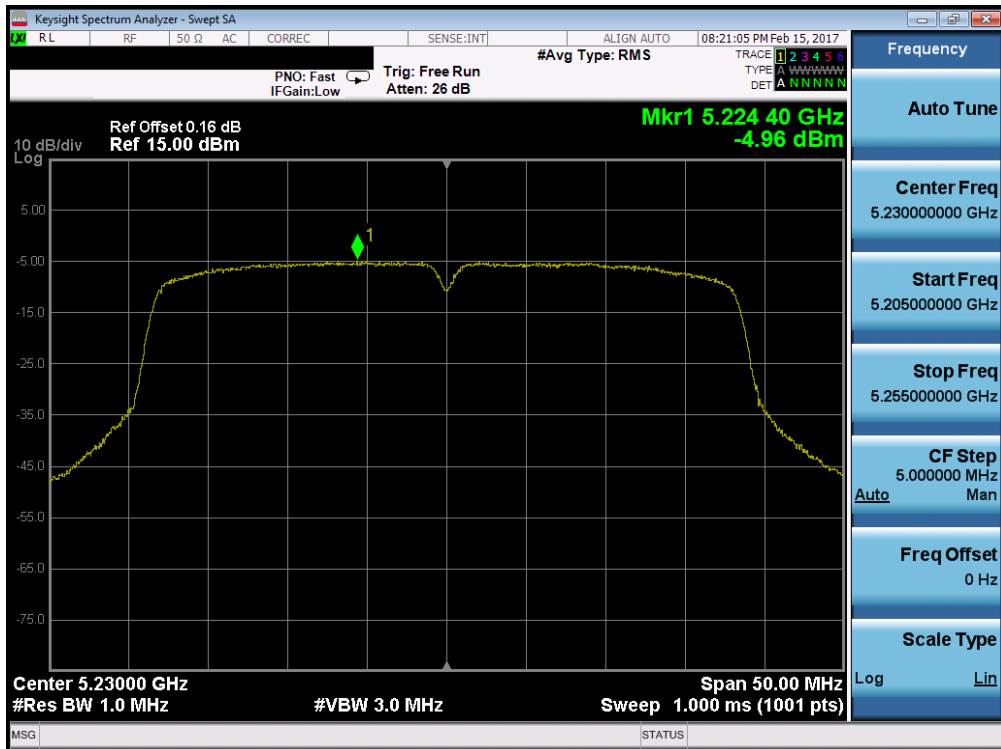 Keysight Spectrum Analyzer - Swept SA
LXI RL RF 50 Ω AC CORREC SENSE:INT ALIGN AUTO 08:21:05 PM Feb 15, 2017
PNO: Fast Trig: Free Run #Avg Type: RMS TRACE 1 2 3 4 5 6
IFGain:Low Atten: 26 dB TYPE A WWWWW
DET A N N N N N
Ref Offset 0.16 dB Mkr1 5.224 40 GHz
10 dB/div Ref 15.00 dBm -4.96 dBm
Log
5.00
1
-5.00
-15.0
-25.0
-35.0
-45.0
-55.0
-65.0
-75.0
Center 5.23000 GHz Span 50.00 MHz
#Res BW 1.0 MHz #VBW 3.0 MHz Sweep 1.000 ms (1001 pts)
MSG STATUS
Frequency
Auto Tune
Center Freq
5.230000000 GHz
Start Freq
5.205000000 GHz
Stop Freq
5.255000000 GHz
CF Step
5.000000 MHz
Auto Man
Freq Offset
0 Hz
Scale Type
Log Lin